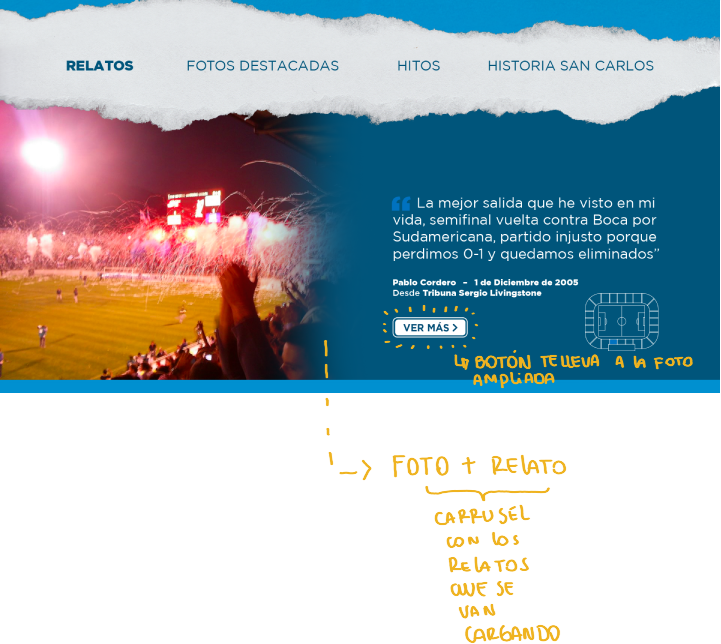 RELATOS FOTOS DESTACADAS HITOS HISTORIA SAN CARLOS
“ La mejor salida que he visto en mi
vida, semifinal vuelta contra Boca por
Sudamericana, partido injusto porque
perdimos 0-1 y quedamos eliminados”
Pablo Cordero – 1 de Diciembre de 2005
Desde Tribuna Sergio Livingstone
VER MÁS >
BOTÓN TE LLEVA A LA FOTO
AMPLIADA
FOTO + RELATO
CARRUSEL
CON LOS
RELATOS
QUE SE
VAN
CARGANDO